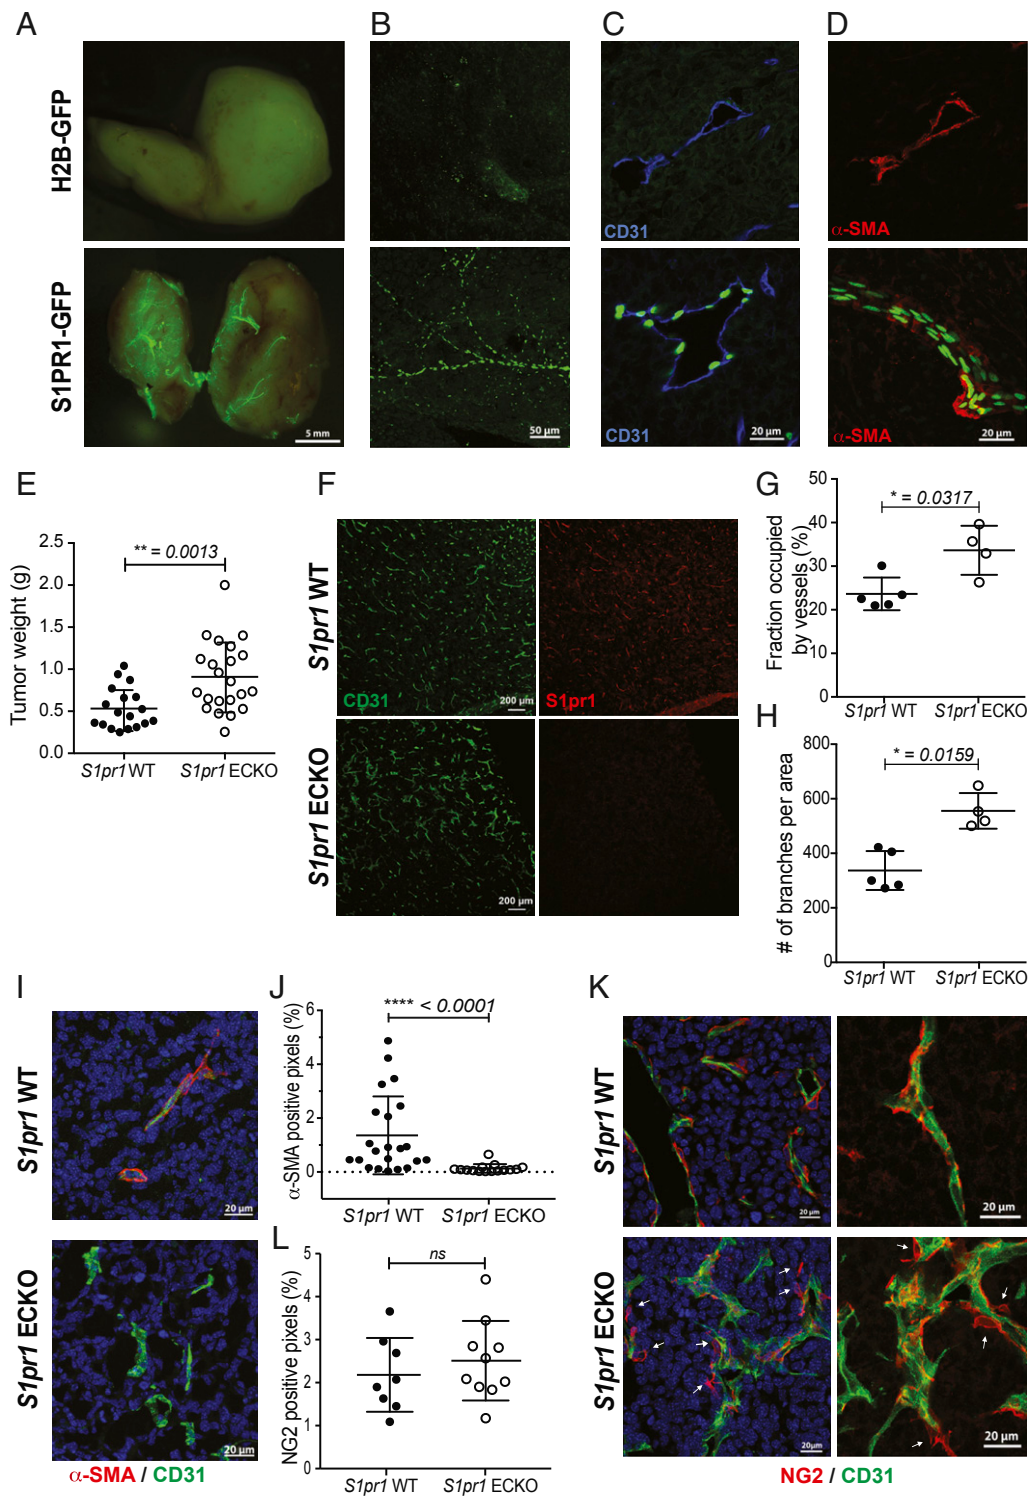 A
B
C
D
H2B-GFP
CD31
α-SMA
S1PR1-GFP
5 mm
50 µm
CD31
20 µm
α-SMA
20 µm
E
Tumor weight (g)
2.5
2.0
1.5
1.0
0.5
0.0
** = 0.0013
S1pr1 WT
S1pr1 ECKO
F
S1pr1 WT
CD31
200 µm
S1pr1
S1pr1 ECKO
200 µm
G
Fraction occupied
by vessels (%)
50
40
30
20
10
0
* = 0.0317
S1pr1 WT
S1pr1 ECKO
H
# of branches per area
800
600
400
200
0
* = 0.0159
S1pr1 WT
S1pr1 ECKO
I
S1pr1 WT
20 µm
S1pr1 ECKO
20 µm
α-SMA / CD31
J
α-SMA positive pixels (%)
6
4
2
0
**** < 0.0001
S1pr1 WT
S1pr1 ECKO
L
NG2 positive pixels (%)
5
4
3
2
1
0
ns
S1pr1 WT
S1pr1 ECKO
K
S1pr1 WT
20 µm
20 µm
S1pr1 ECKO
20 µm
20 µm
NG2 / CD31